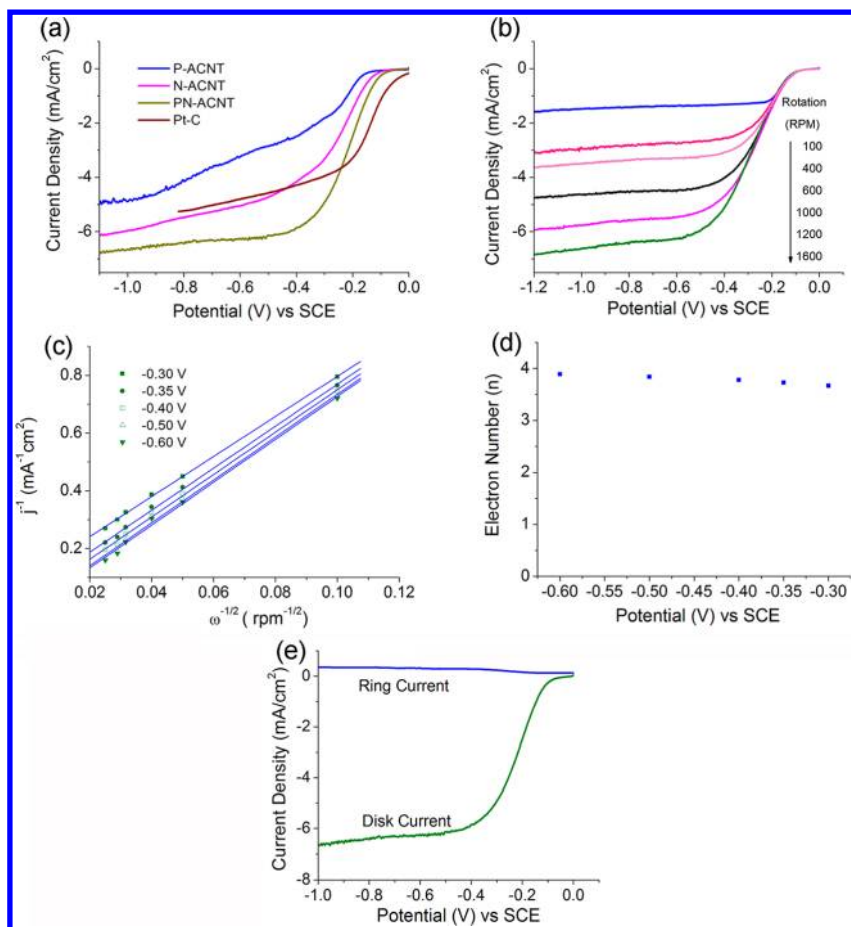 (a)
Current Density (mA/cm²)
0
-2
-4
-6
P-ACNT
N-ACNT
PN-ACNT
Pt-C
-1.0 -0.8 -0.6 -0.4 -0.2 0.0
Potential (V) vs SCE
(b)
Current Density (mA/cm²)
0
-2
-4
-6
Rotation
(RPM)
100
400
600
1000
1200
1600
-1.2 -1.0 -0.8 -0.6 -0.4 -0.2 0.0
Potential (V) vs SCE
(c)
j⁻¹ (mA⁻¹cm²)
0.8
0.6
0.4
0.2
-0.30 V
-0.35 V
-0.40 V
-0.50 V
-0.60 V
0.02 0.04 0.06 0.08 0.10 0.12
ω⁻¹/² ( rpm⁻¹/²)
(d)
Electron Number (n)
5
4
3
2
1
0
-0.60 -0.55 -0.50 -0.45 -0.40 -0.35 -0.30
Potential (V) vs SCE
(e)
Current Density (mA/cm²)
0
-2
-4
-6
-8
Ring Current
Disk Current
-1.0 -0.8 -0.6 -0.4 -0.2 0.0
Potential (V) vs SCE